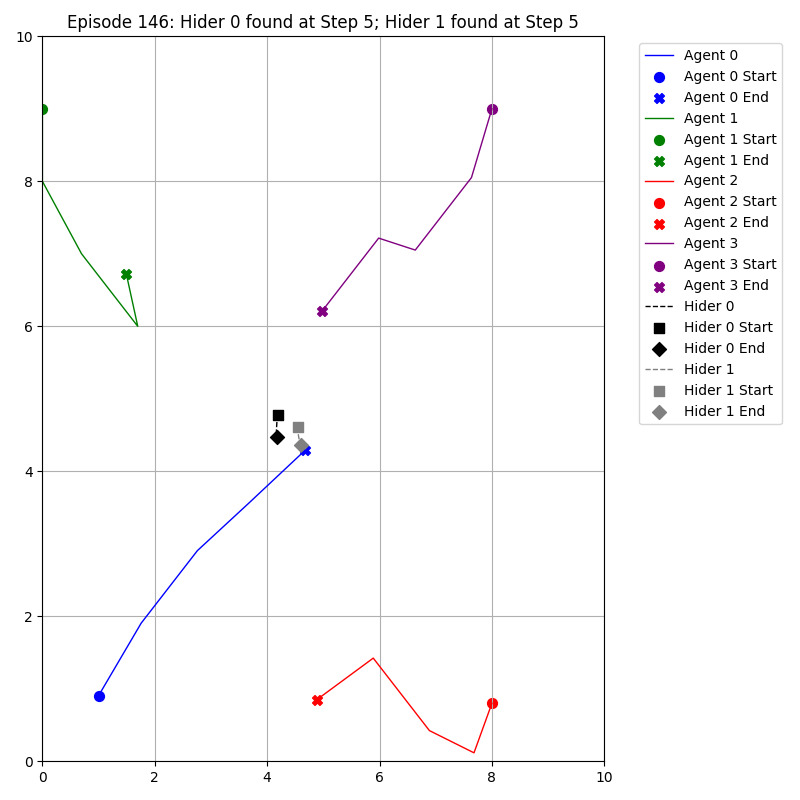 Episode 146: Hider 0 found at Step 5; Hider 1 found at Step 5
10
8
6
4
2
0
0 2 4 6 8 10
Agent 0
Agent 0 Start
Agent 0 End
Agent 1
Agent 1 Start
Agent 1 End
Agent 2
Agent 2 Start
Agent 2 End
Agent 3
Agent 3 Start
Agent 3 End
Hider 0
Hider 0 Start
Hider 0 End
Hider 1
Hider 1 Start
Hider 1 End